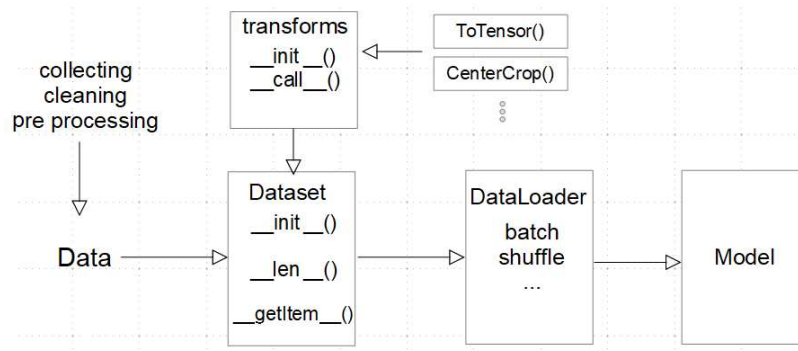 transforms
__init__()
__call__()
ToTensor()
CenterCrop()
collecting
cleaning
pre processing
Data
Dataset
__init__()
__len__()
__getItem__()
DataLoader
batch
shuffle
...
Model